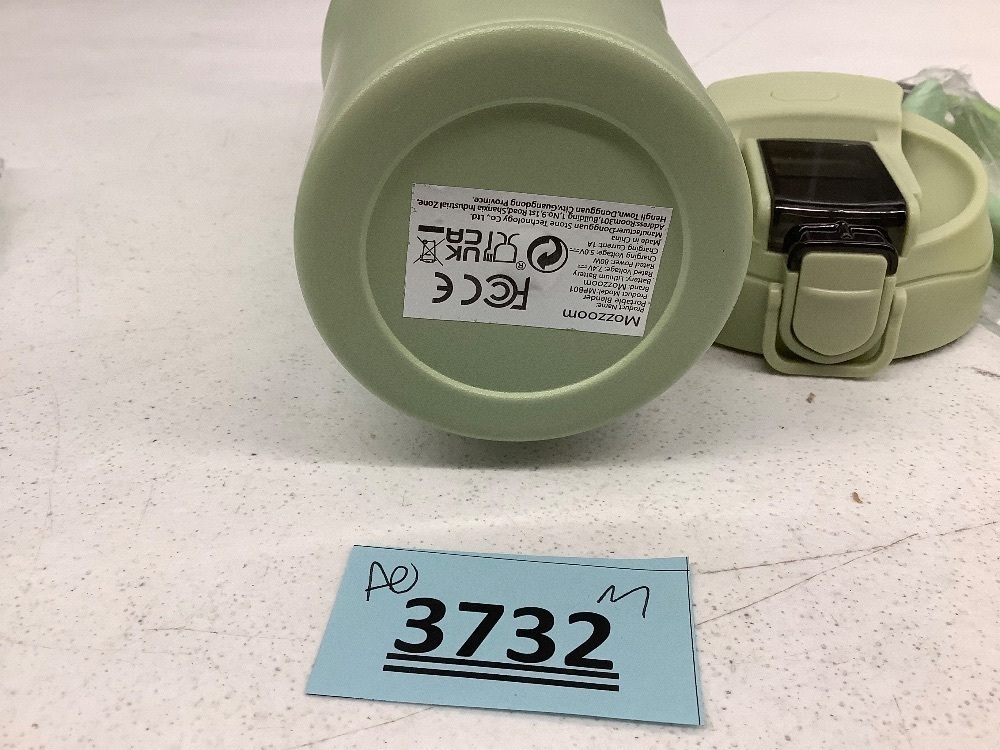 Mozzoom
Product Name:
Portable Blender
Product Model: MPB01
Brand: Mozzoom
Battery: Lithium Battery
Rated Voltage: 7.4V⎓
Rated Power: 80W
Charging Voltage: 5.0V⎓
Charging Current: 1A
Made in China
Manufacturer:Dongguan Stone Technology Co., Ltd.
Address:Room301,Building 1,No.9,1st Road,Shanxia Industrial Zone,
Hengli Town,Dongguan City,Guangdong Province.
FC CE
UK
CA
AO M
3732